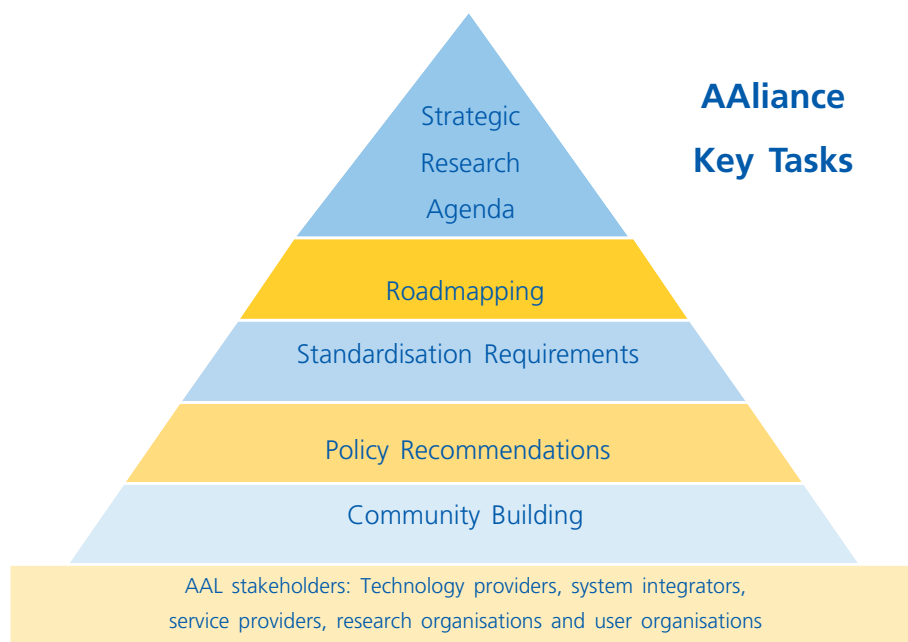 AAliance
Key Tasks
Strategic
Research
Agenda
Roadmapping
Standardisation Requirements
Policy Recommendations
Community Building
AAL stakeholders: Technology providers, system integrators,
service providers, research organisations and user organisations